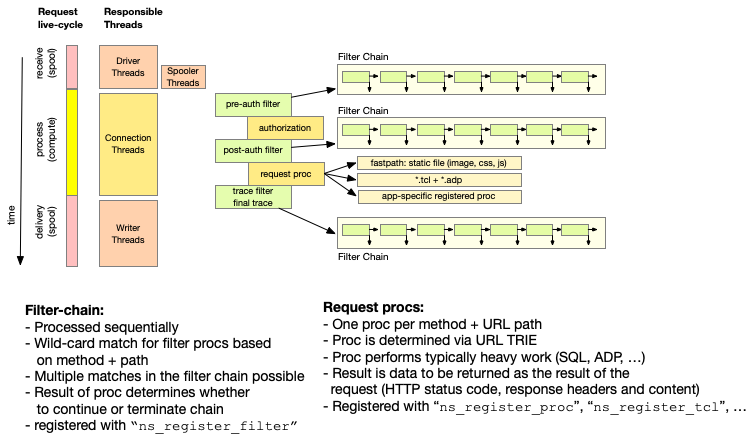 Request
live-cycle
Responsible
Threads
receive
(spool)
process
(compute)
delivery
(spool)
time
Driver
Threads
Spooler
Threads
Connection
Threads
Writer
Threads
pre-auth filter
authorization
post-auth filter
request proc
trace filter
final trace
Filter Chain
Filter Chain
fastpath: static file (image, css, js)
*.tcl + *.adp
app-specific registered proc
Filter Chain
Filter-chain:
- Processed sequentially
- Wild-card match for filter procs based
on method + path
- Multiple matches in the filter chain possible
- Result of proc determines whether
to continue or terminate chain
- registered with “ns_register_filter”
Request procs:
- One proc per method + URL path
- Proc is determined via URL TRIE
- Proc performs typically heavy work (SQL, ADP, …)
- Result is data to be returned as the result of the
request (HTTP status code, response headers and content)
- Registered with “ns_register_proc”, “ns_register_tcl”, …